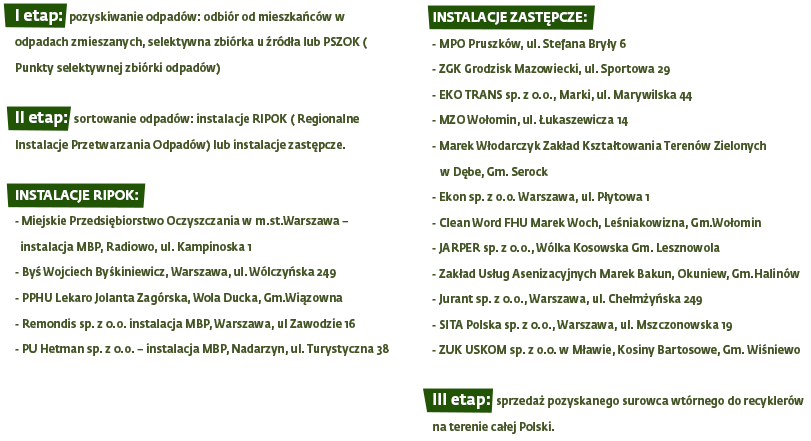 I etap: pozyskiwanie odpadów: odbiór od mieszkańców w
odpadach zmieszanych, selektywna zbiórka u źródła lub PSZOK (
Punkty selektywnej zbiórki odpadów)
II etap: sortowanie odpadów: instalacje RIPOK ( Regionalne
Instalacje Przetwarzania Odpadów) lub instalacje zastępcze.
INSTALACJE RIPOK:
- Miejskie Przedsiębiorstwo Oczyszczania w m.st.Warszawa –
instalacja MBP, Radiowo, ul. Kampinoska 1
- Byś Wojciech Byśkiniewicz, Warszawa, ul. Wólczyńska 249
- PPHU Lekaro Jolanta Zagórska, Wola Ducka, Gm.Wiązowna
- Remondis sp. z o.o. instalacja MBP, Warszawa, ul Zawodzie 16
- PU Hetman sp. z o.o. – instalacja MBP, Nadarzyn, ul. Turystyczna 38
INSTALACJE ZASTĘPCZE:
- MPO Pruszków, ul. Stefana Bryły 6
- ZGK Grodzisk Mazowiecki, ul. Sportowa 29
- EKO TRANS sp. z o.o., Marki, ul. Marywilska 44
- MZO Wołomin, ul. Łukaszewicza 14
- Marek Włodarczyk Zakład Kształtowania Terenów Zielonych
w Dębe, Gm. Serock
- Ekon sp. z o.o. Warszawa, ul. Płytowa 1
- Clean Word FHU Marek Woch, Leśniakowizna, Gm.Wołomin
- JARPER sp. z o.o., Wólka Kosowska Gm. Lesznowola
- Zakład Usług Asenizacyjnych Marek Bakun, Okuniew, Gm.Halinów
- Jurant sp. z o.o., Warszawa, ul. Chełmżyńska 249
- SITA Polska sp. z o.o., Warszawa, ul. Mszczonowska 19
- ZUK USKOM sp. z o.o. w Mławie, Kosiny Bartosowe, Gm. Wiśniewo
III etap: sprzedaż pozyskanego surowca wtórnego do recyklerów
na terenie całej Polski.